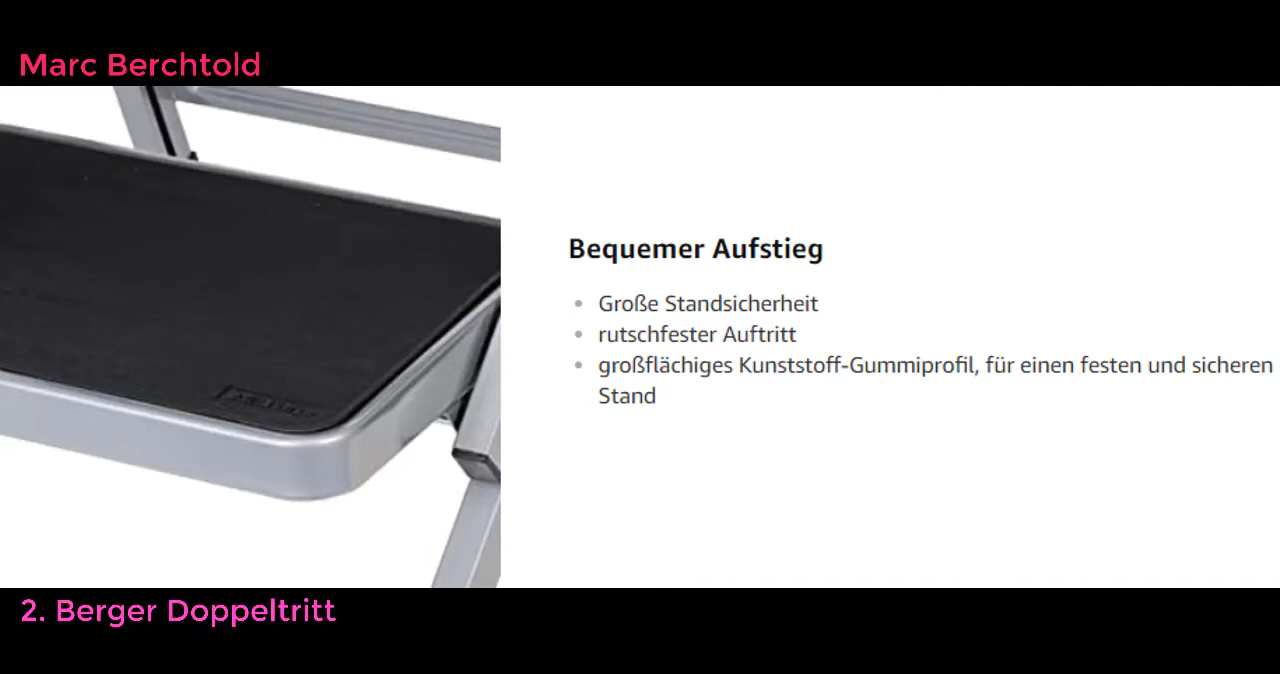 Marc Berchtold
Bequemer Aufstieg
Große Standsicherheit
rutschfester Auftritt
großflächiges Kunststoff-Gummiprofil, für einen festen und sicheren
Stand
2. Berger Doppeltritt